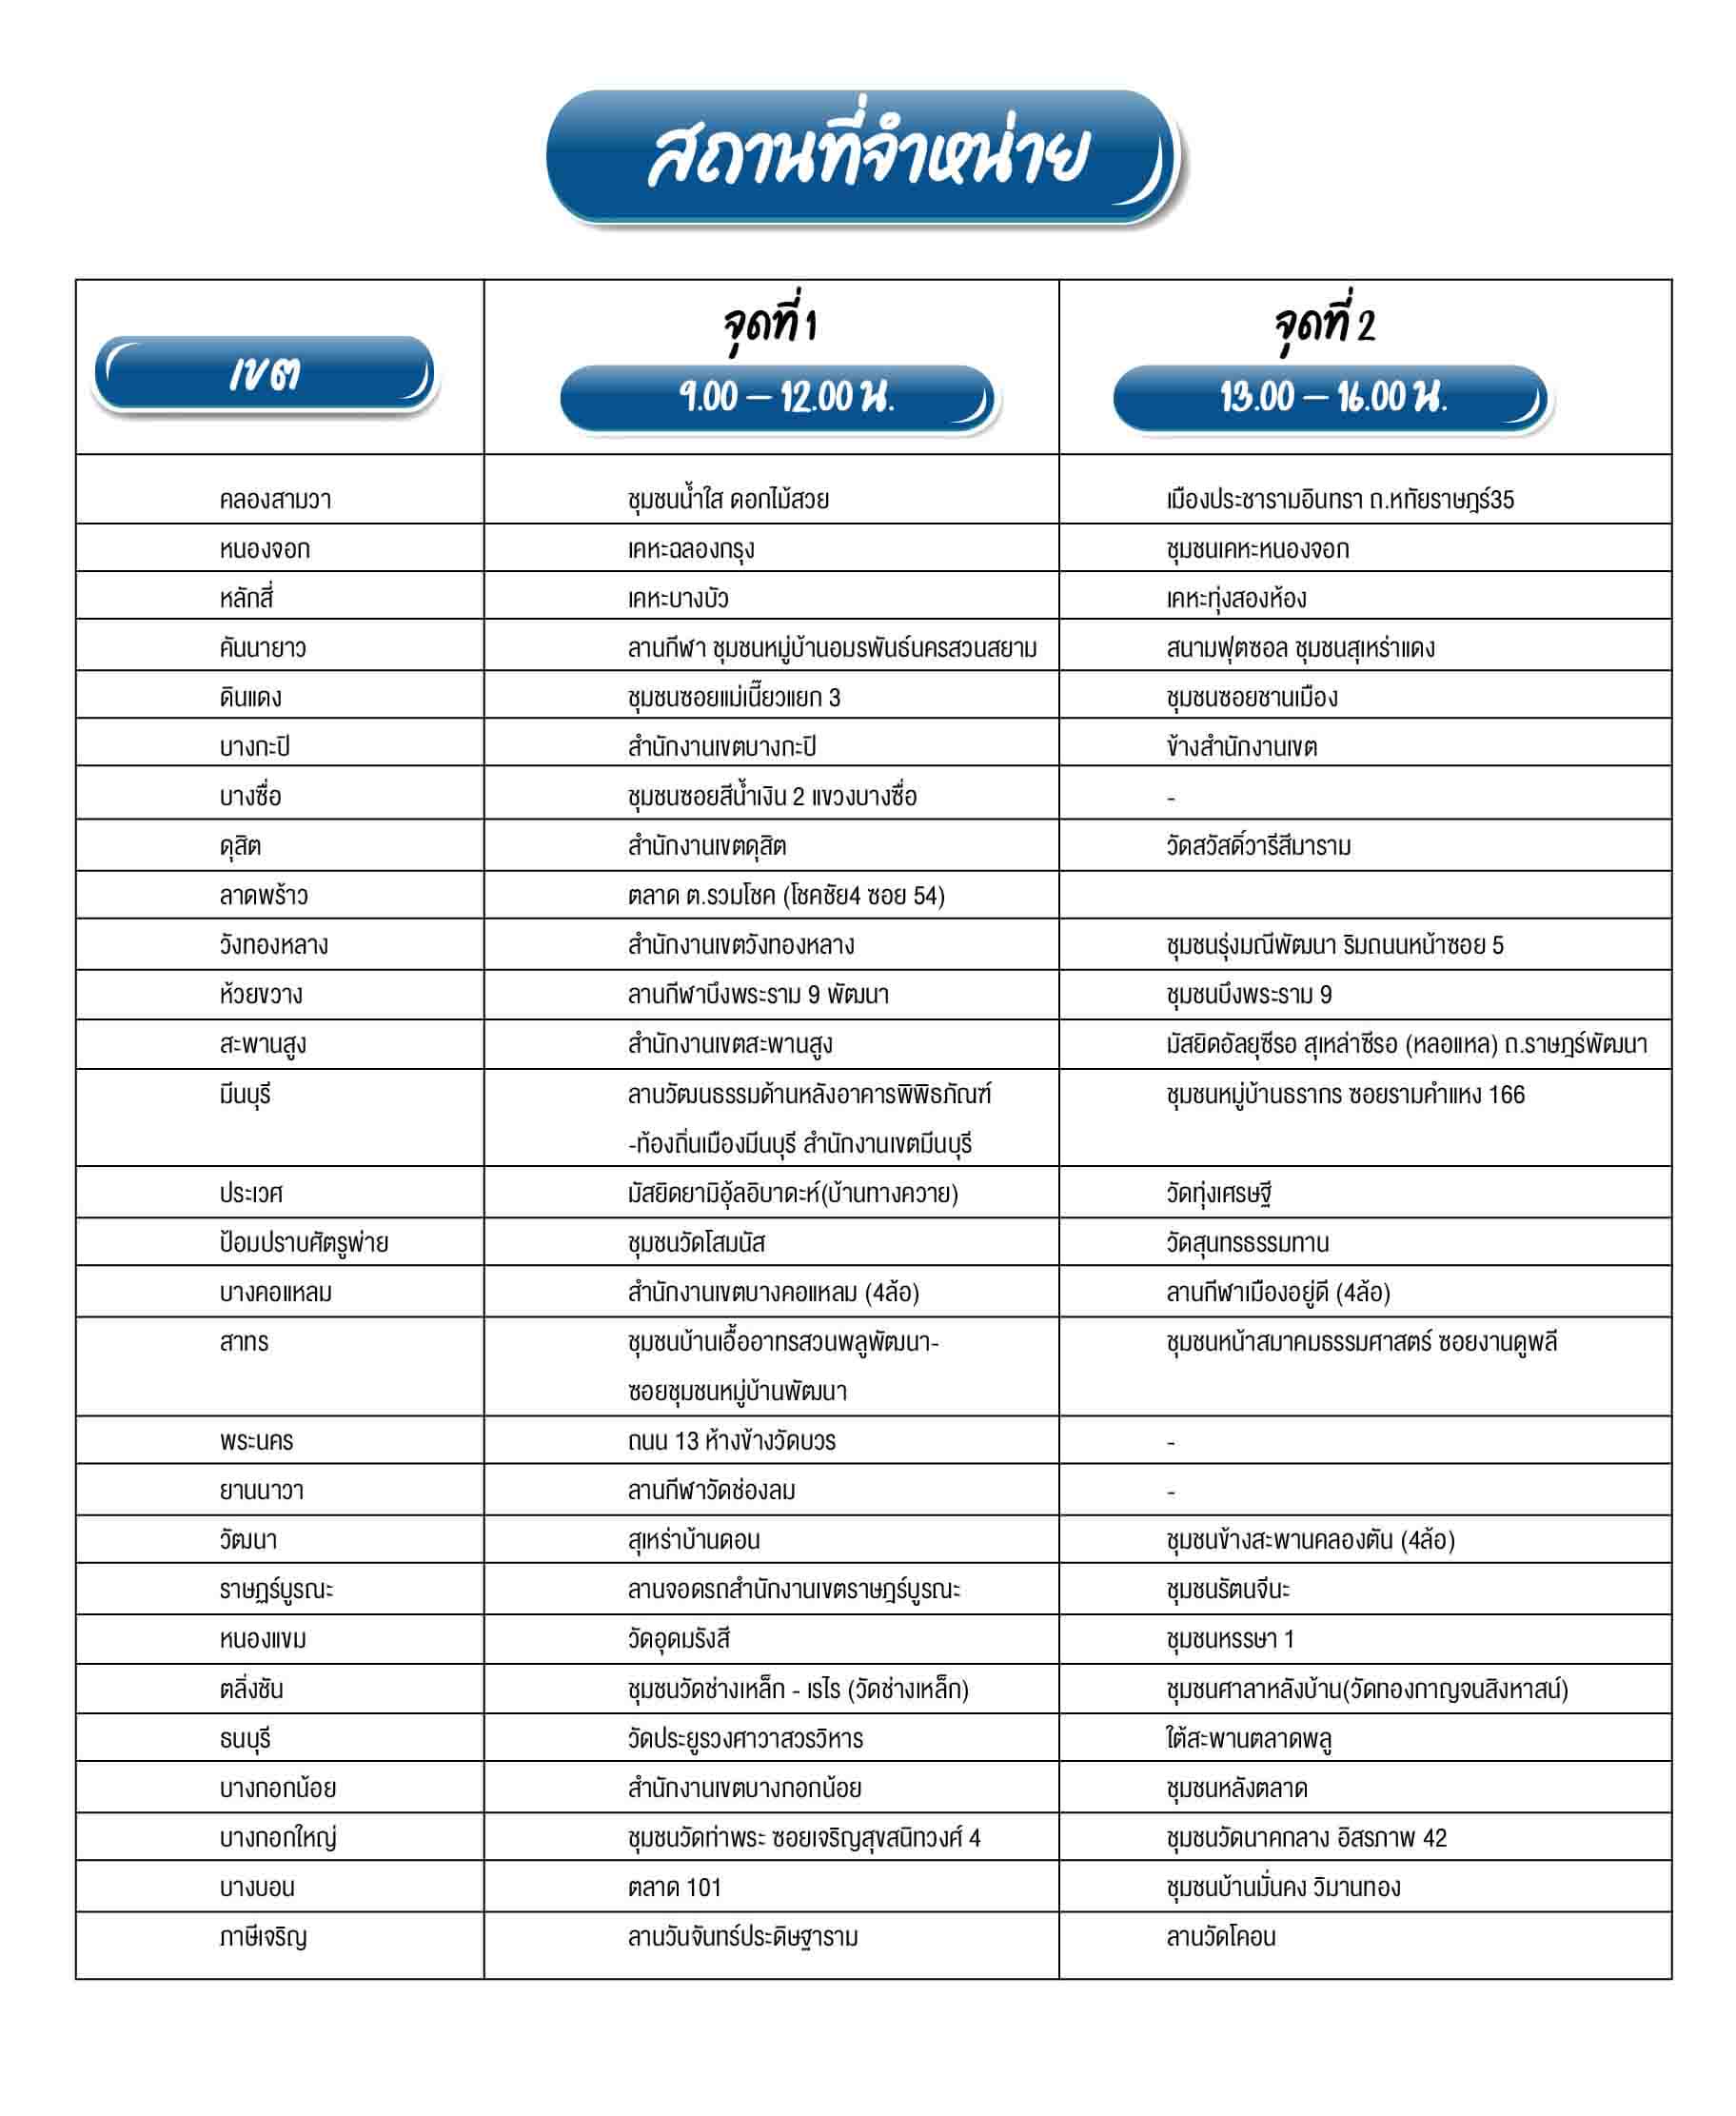 สถานที่จำหน่าย
เขต
จุดที่ 1
9.00 – 12.00 น.
จุดที่ 2
13.00 – 16.00 น.
คลองสามวา ชุมชนน้ำใส ดอกไม้สวย เมืองประชารามอินทรา ถ.หทัยราษฎร์35
หนองจอก เคหะฉลองกรุง ชุมชนเคหะหนองจอก
หลักสี่ เคหะบางบัว เคหะทุ่งสองห้อง
คันนายาว ลานกีฬา ชุมชนหมู่บ้านอมรพันธ์นครสวนสยาม สนามฟุตซอล ชุมชนสุเหร่าแดง
ดินแดง ชุมชนซอยแม่เนี๊ยวแยก 3 ชุมชนซอยชานเมือง
บางกะปิ สำนักงานเขตบางกะปิ ข้างสำนักงานเขต
บางซื่อ ชุมชนซอยสีน้ำเงิน 2 แขวงบางซื่อ -
ดุสิต สำนักงานเขตดุสิต วัดสวัสดิ์วารีสีมาราม
ลาดพร้าว ตลาด ต.รวมโชค (โชคชัย4 ซอย 54)
วังทองหลาง สำนักงานเขตวังทองหลาง ชุมชนรุ่งมณีพัฒนา ริมถนนหน้าซอย 5
ห้วยขวาง ลานกีฬาบึงพระราม 9 พัฒนา ชุมชนบึงพระราม 9
สะพานสูง สำนักงานเขตสะพานสูง มัสยิดอัลยุซีรอ สุเหล่าซีรอ (หลอแหล) ถ.ราษฎร์พัฒนา
มีนบุรี ลานวัฒนธรรมด้านหลังอาคารพิพิธภัณฑ์ ชุมชนหมู่บ้านธรากร ซอยรามคำแหง 166
-ท้องถิ่นเมืองมีนบุรี สำนักงานเขตมีนบุรี
ประเวศ มัสยิดยามิอุ้ลอิบาดะห์(บ้านทางควาย) วัดทุ่งเศรษฐี
ป้อมปราบศัตรูพ่าย ชุมชนวัดโสมนัส วัดสุนทรธรรมทาน
บางคอแหลม สำนักงานเขตบางคอแหลม (4ล้อ) ลานกีฬาเมืองอยู่ดี (4ล้อ)
สาทร ชุมชนบ้านเอื้ออาทรสวนพลูพัฒนา- ชุมชนหน้าสมาคมธรรมศาสตร์ ซอยงานดูพลี
ซอยชุมชนหมู่บ้านพัฒนา
พระนคร ถนน 13 ห้างข้างวัดบวร -
ยานนาวา ลานกีฬาวัดช่องลม -
วัฒนา สุเหร่าบ้านดอน ชุมชนข้างสะพานคลองตัน (4ล้อ)
ราษฏร์บูรณะ ลานจอดรถสำนักงานเขตราษฎร์บูรณะ ชุมชนรัตนจีนะ
หนองแขม วัดอุดมรังสี ชุมชนหรรษา 1
ตลิ่งชัน ชุมชนวัดช่างเหล็ก - เรไร (วัดช่างเหล็ก) ชุมชนศาลาหลังบ้าน(วัดทองกาญจนสิงหาสน์)
ธนบุรี วัดประยูรวงศาวาสวรวิหาร ใต้สะพานตลาดพลู
บางกอกน้อย สำนักงานเขตบางกอกน้อย ชุมชนหลังตลาด
บางกอกใหญ่ ชุมชนวัดท่าพระ ซอยเจริญสุขสนิทวงศ์ 4 ชุมชนวัดนาคกลาง อิสรภาพ 42
บางบอน ตลาด 101 ชุมชนบ้านมั่นคง วิมานทอง
ภาษีเจริญ ลานวันจันทร์ประดิษฐาราม ลานวัดโคอน